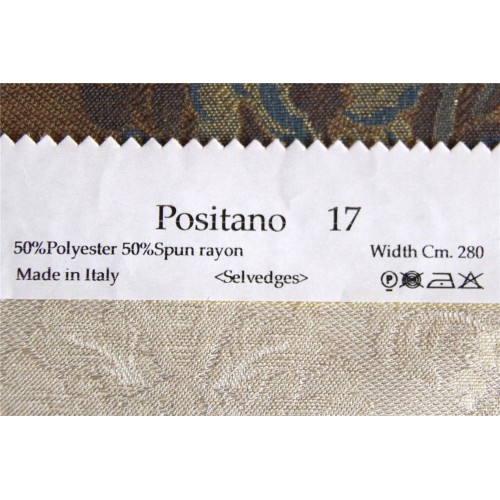 Positano 17
50%Polyester 50%Spun rayon Width Cm. 280
Made in Italy <Selvedges> P